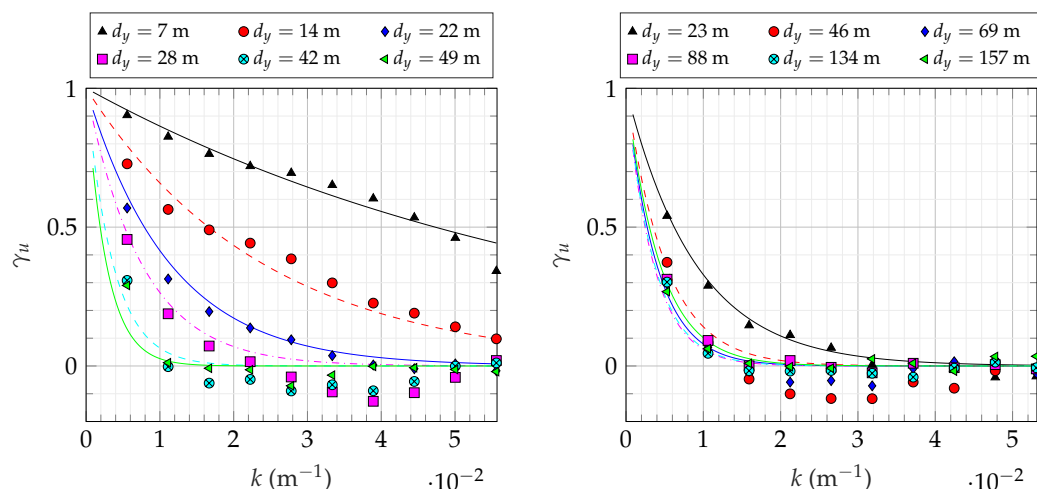 d_y = 7 m d_y = 14 m d_y = 22 m
d_y = 28 m d_y = 42 m d_y = 49 m
1
0.5
0
γ_u
0 1 2 3 4 5
k (m⁻¹) ·10⁻²
d_y = 23 m d_y = 46 m d_y = 69 m
d_y = 88 m d_y = 134 m d_y = 157 m
1
0.5
0
γ_u
0 1 2 3 4 5
k (m⁻¹) ·10⁻²